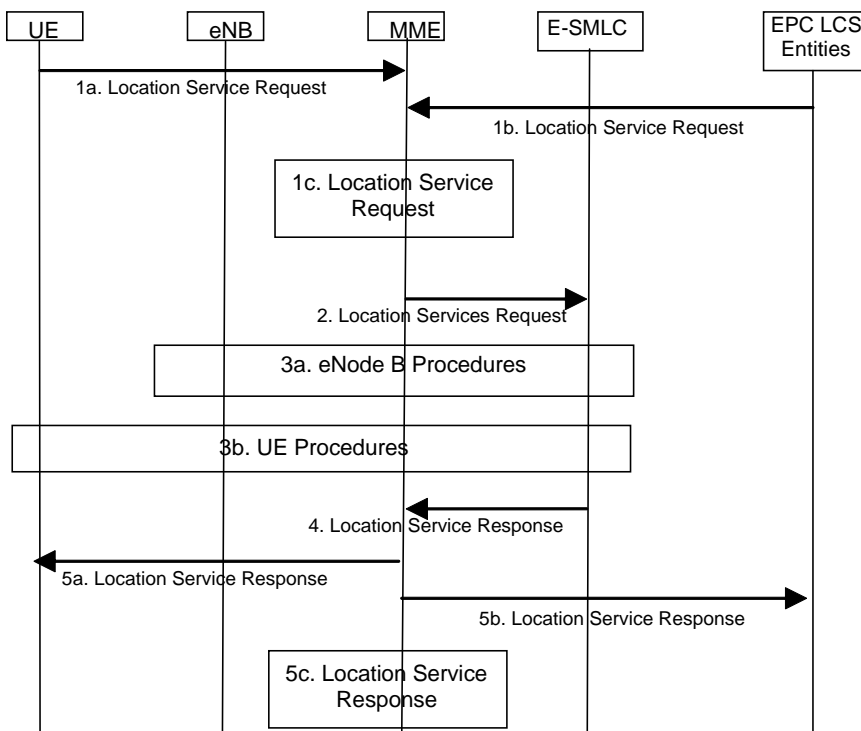 UE
eNB
MME
E-SMLC
EPC LCS
Entities
1a. Location Service Request
1b. Location Service Request
1c. Location Service
Request
2. Location Services Request
3a. eNode B Procedures
3b. UE Procedures
4. Location Service Response
5a. Location Service Response
5b. Location Service Response
5c. Location Service
Response